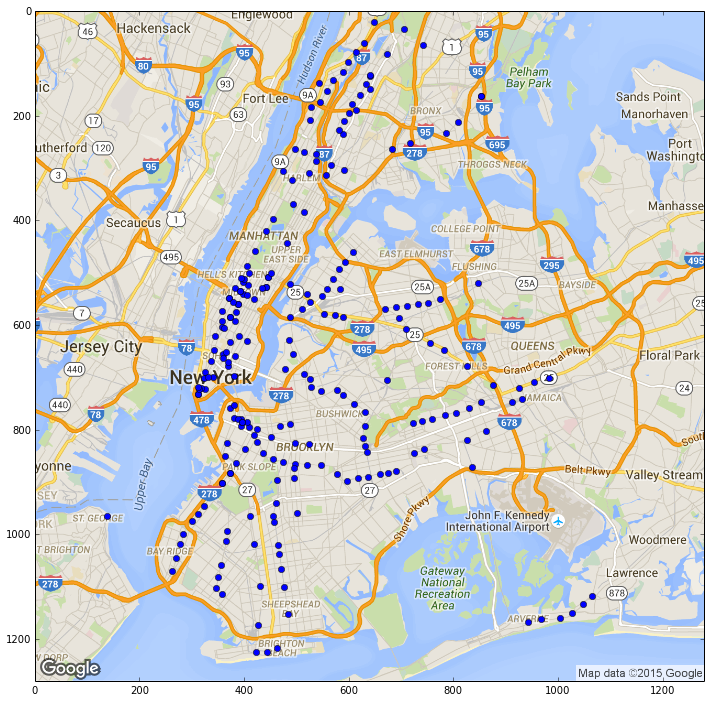 Englewood
Hackensack
46
95
95
80
1
Hudson River
87
Pelham
Bay Park
95
93
Fort Lee
95
63
9A
BRONX
95
Sands Point
Manorhaven
17
utherford
120
95
87
278
695
Port
Washingto
3
9A
HARLEM
THROGGS NECK
Secaucus
1
Manhasse
495
MANHATTAN
UPPER
EAST SIDE
COLLEGE POINT
678
EAST ELMHURST
FLUSHING
295
495
HELL'S KITCHEN
25
25A
25A
BAYSIDE
7
278
15
495
QUEENS
Jersey City
78
495
678
Floral Park
440
FOREST HILLS
Grand Central Pkwy
New York
278
JAMAICA
24
440
78
478
BUSHWICK
678
BROOKLYN
South
yonne
Upper Bay
PARK SLOPE
Belt Pkwy
Valley Stream
27
27
278
ST. GEORGE
Shore Pkwy
John F. Kennedy
International Airport
BAY RIDGE
Woodmere
T BRIGHTON
278
Gateway
National
Recreation
Area
Lawrence
878
SHEEPSHEAD
BAY
ARVERNE
BRIGHTON
BEACH
Google
Map data ©2015 Google
0
200
400
600
800
1000
1200
0
200
400
600
800
1000
1200